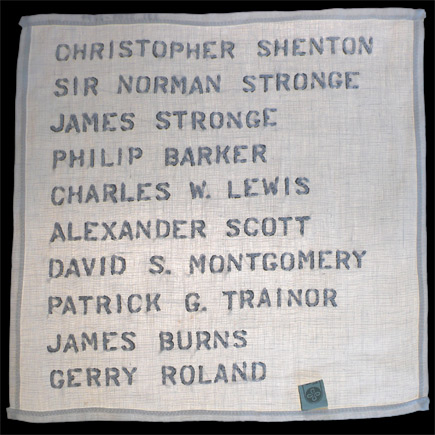 CHRISTOPHER SHENTON
SIR NORMAN STRONGE
JAMES STRONGE
PHILIP BARKER
CHARLES W. LEWIS
ALEXANDER SCOTT
DAVID S. MONTGOMERY
PATRICK G. TRAINOR
JAMES BURNS
GERRY ROLAND